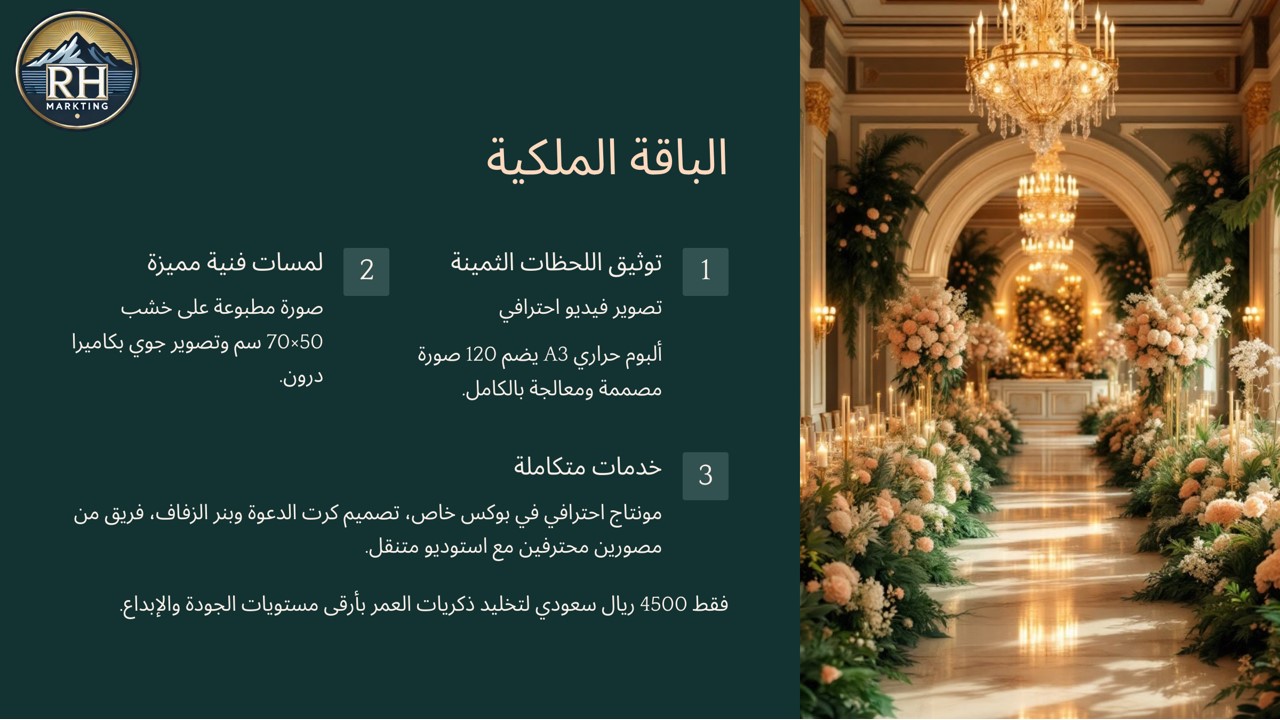 RH
MARKTING
الباقة الملكية
1
توثيق اللحظات الثمينة
تصوير فيديو احترافي
ألبوم حراري A3 يضم 120 صورة
مصممة ومعالجة بالكامل.
2
لمسات فنية مميزة
صورة مطبوعة على خشب
50×70 سم وتصوير جوي بكاميرا
درون.
3
خدمات متكاملة
مونتاج احترافي في بوكس خاص، تصميم كرت الدعوة وبنر الزفاف، فريق من
مصورين محترفين مع استوديو متنقل.
فقط 4500 ريال سعودي لتخليد ذكريات العمر بأرقى مستويات الجودة والإبداع.